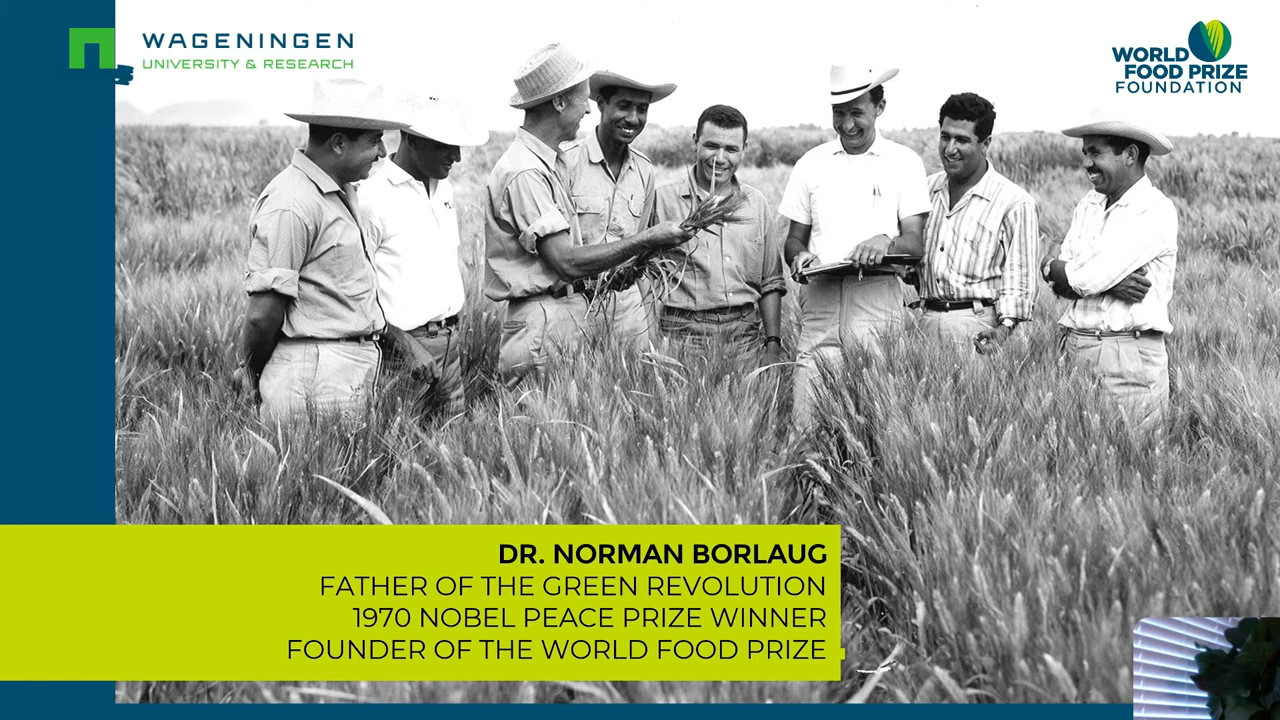 WAGENINGEN
UNIVERSITY & RESEARCH
WORLD
FOOD PRIZE
FOUNDATION
DR. NORMAN BORLAUG
FATHER OF THE GREEN REVOLUTION
1970 NOBEL PEACE PRIZE WINNER
FOUNDER OF THE WORLD FOOD PRIZE